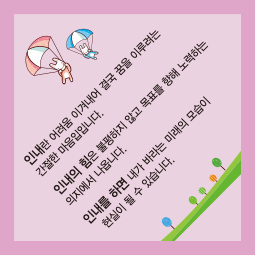 인내란 어려움 이겨내어 결국 꿈을 이루려는
간절한 마음입니다.
인내의 힘은 불평하지 않고 목표를 향해 노력하는
의지에서 나옵니다.
인내를 하면 내가 바라는 미래의 모습이
현실이 될 수 있습니다.